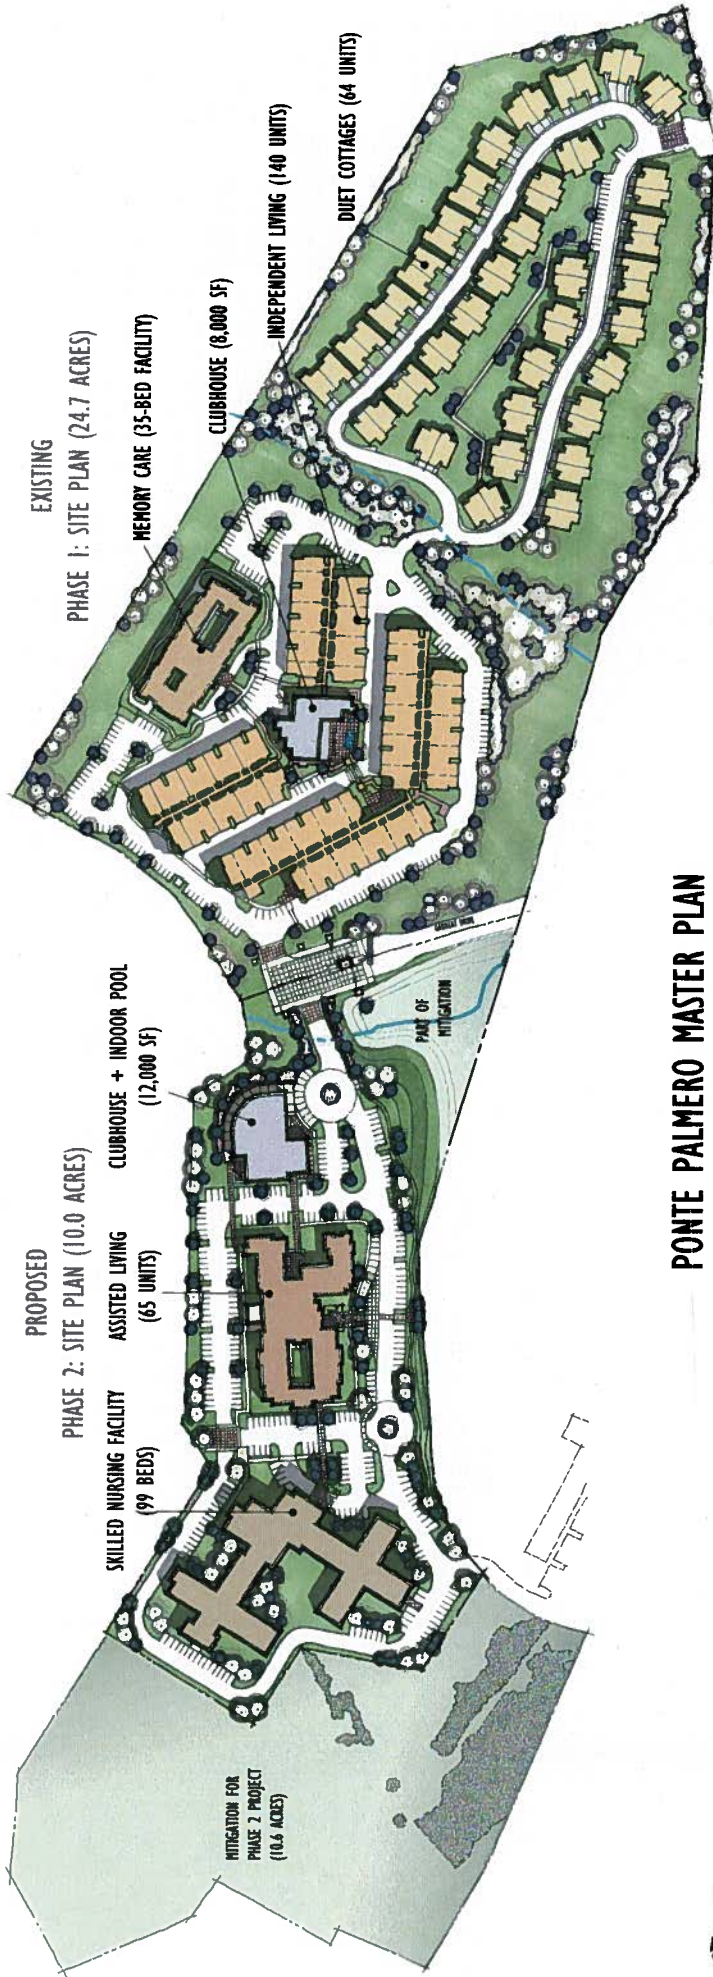 PROPOSED
PHASE 2: SITE PLAN (10.0 ACRES)
EXISTING
PHASE 1: SITE PLAN (24.7 ACRES)
SKILLED NURSING FACILITY
(99 BEDS)
ASSISTED LIVING
(65 UNITS)
CLUBHOUSE + INDOOR POOL
(12,000 SF)
MEMORY CARE (35-BED FACILITY)
CLUBHOUSE (8,000 SF)
INDEPENDENT LIVING (140 UNITS)
DUET COTTAGES (64 UNITS)
MITIGATION FOR
PHASE 2 PROJECT
(10.6 ACRES)
PART OF
MITIGATION
PONTE PALMERO MASTER PLAN